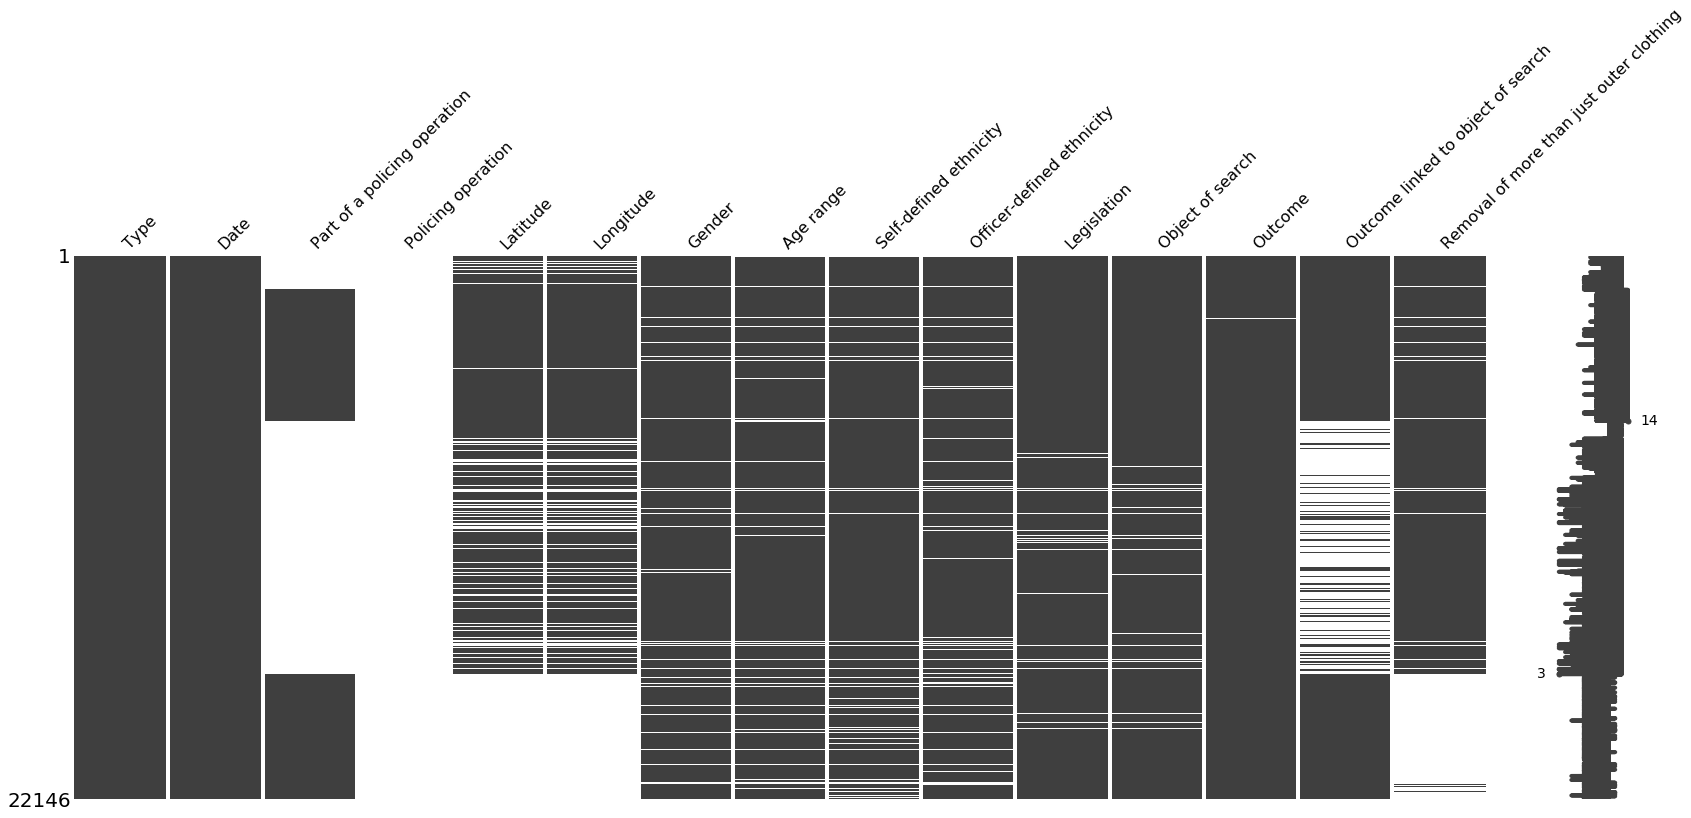 Type
Date
Part of a policing operation
Policing operation
Latitude
Longitude
Gender
Age range
Self-defined ethnicity
Officer-defined ethnicity
Legislation
Object of search
Outcome
Outcome linked to object of search
Removal of more than just outer clothing
1
14
3
22146